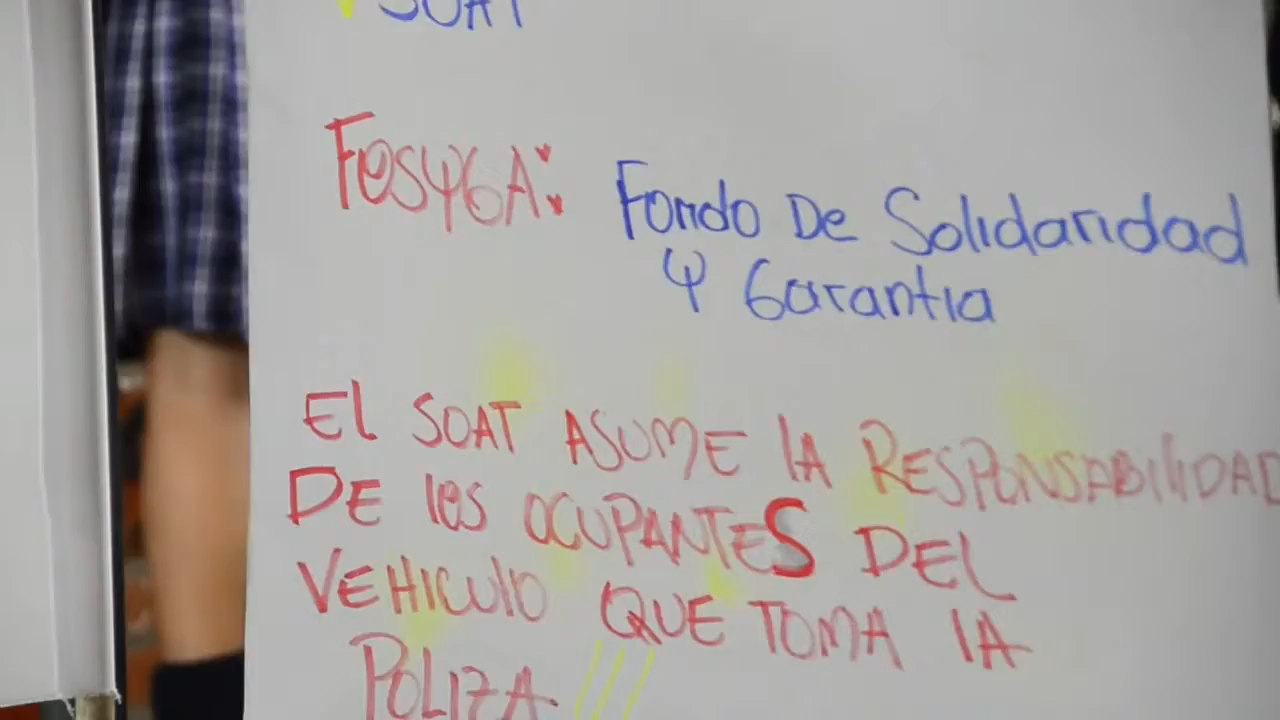 SOAT
FOSYGA: Fondo De Solidaridad
Y Garantia
El SOAT ASUME lA RESPONSABIlIDAD
DE los OCUPANTES DEL
VEHICUlO QUE TOMA lA
POLIZA